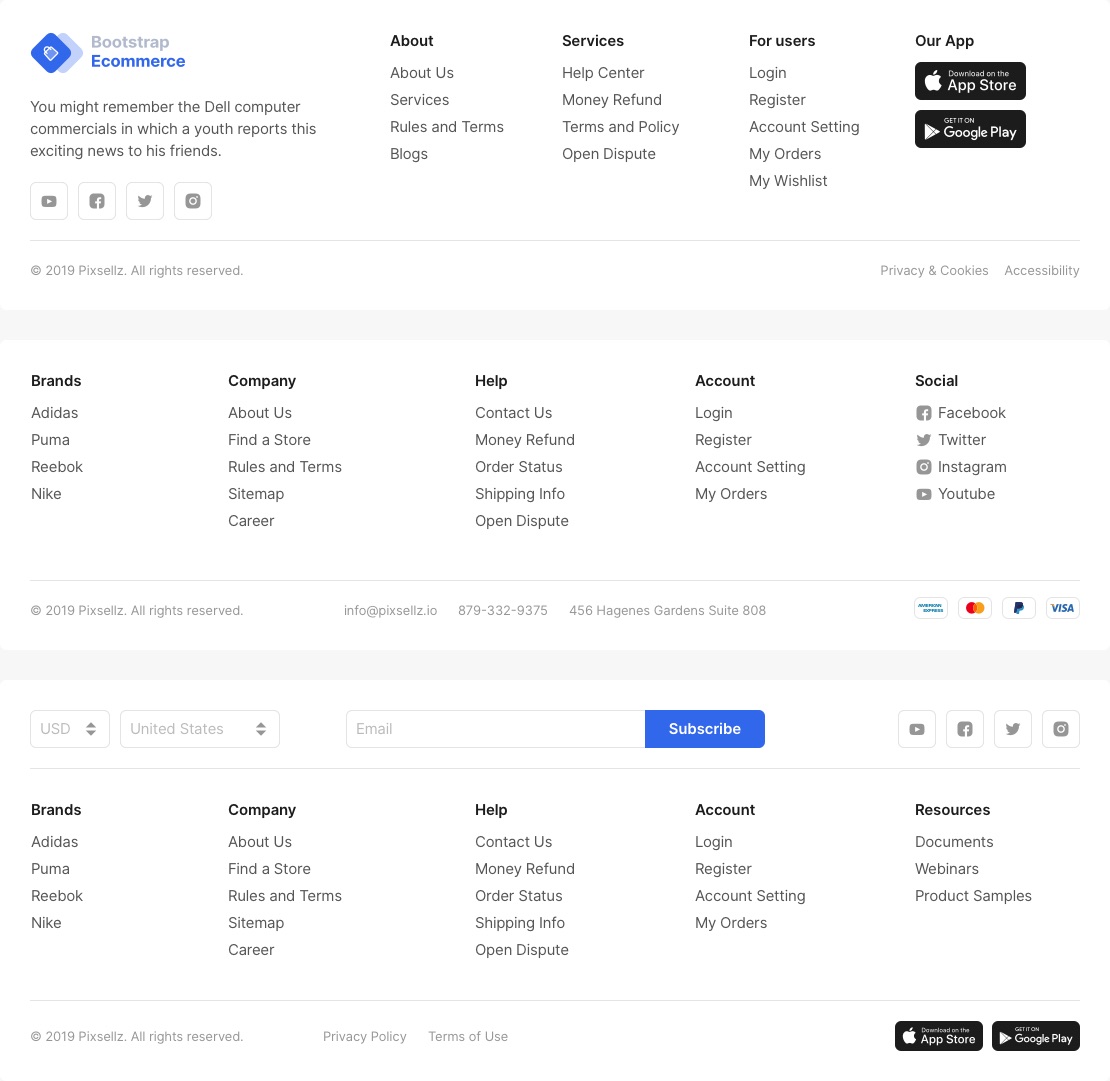 Bootstrap
Ecommerce
You might remember the Dell computer
commercials in which a youth reports this
exciting news to his friends.
About
About Us
Services
Rules and Terms
Blogs
Services
Help Center
Money Refund
Terms and Policy
Open Dispute
For users
Login
Register
Account Setting
My Orders
My Wishlist
Our App
Download on the
App Store
GET IT ON
Google Play
© 2019 Pixsellz. All rights reserved.
Privacy & Cookies
Accessibility
Brands
Adidas
Puma
Reebok
Nike
Company
About Us
Find a Store
Rules and Terms
Sitemap
Career
Help
Contact Us
Money Refund
Order Status
Shipping Info
Open Dispute
Account
Login
Register
Account Setting
My Orders
Social
Facebook
Twitter
Instagram
Youtube
© 2019 Pixsellz. All rights reserved.
info@pixsellz.io
879-332-9375
456 Hagenes Gardens Suite 808
AMERICAN
EXPRESS
VISA
USD
United States
Email
Subscribe
Brands
Adidas
Puma
Reebok
Nike
Company
About Us
Find a Store
Rules and Terms
Sitemap
Career
Help
Contact Us
Money Refund
Order Status
Shipping Info
Open Dispute
Account
Login
Register
Account Setting
My Orders
Resources
Documents
Webinars
Product Samples
© 2019 Pixsellz. All rights reserved.
Privacy Policy
Terms of Use
Download on the
App Store
GET IT ON
Google Play